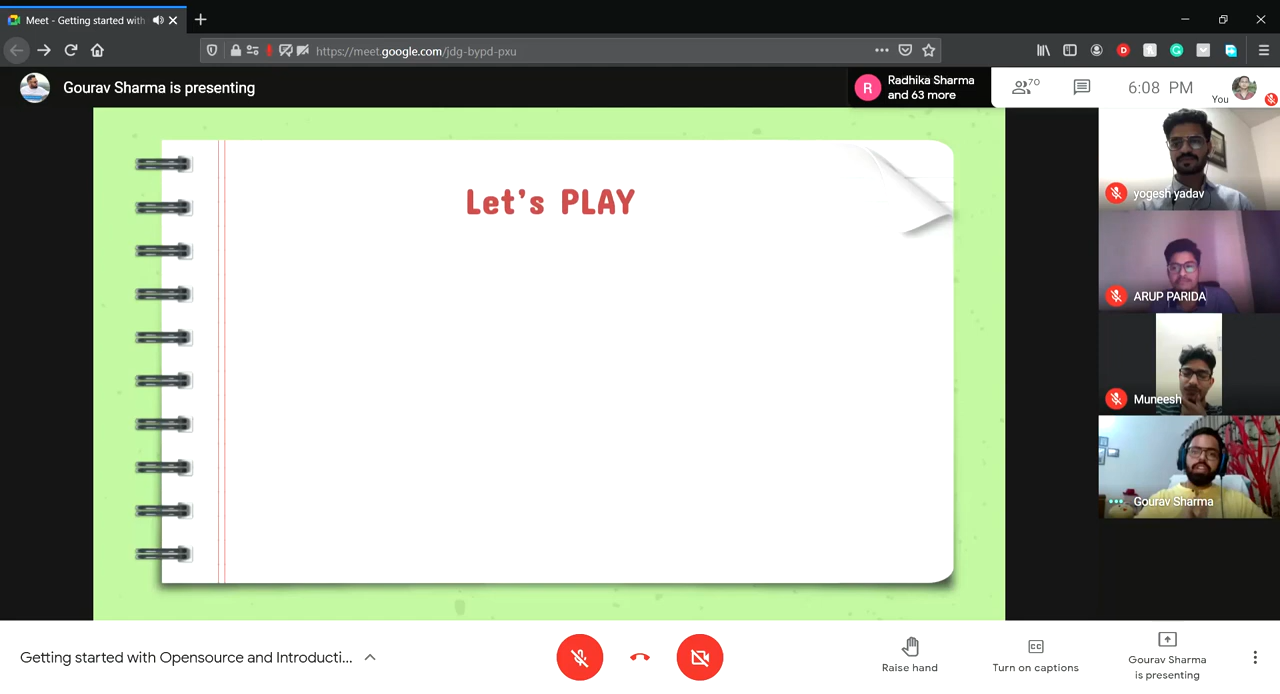 Meet - Getting started with
https://meet.google.com/jdg-bypd-pxu
Gourav Sharma is presenting
R
Radhika Sharma
and 63 more
70
6:08 PM
You
D
Let's PLAY
yogesh yadav
ARUP PARIDA
Muneesh
Gourav Sharma
Getting started with Opensource and Introducti...
Raise hand
CC
Turn on captions
Gourav Sharma
is presenting